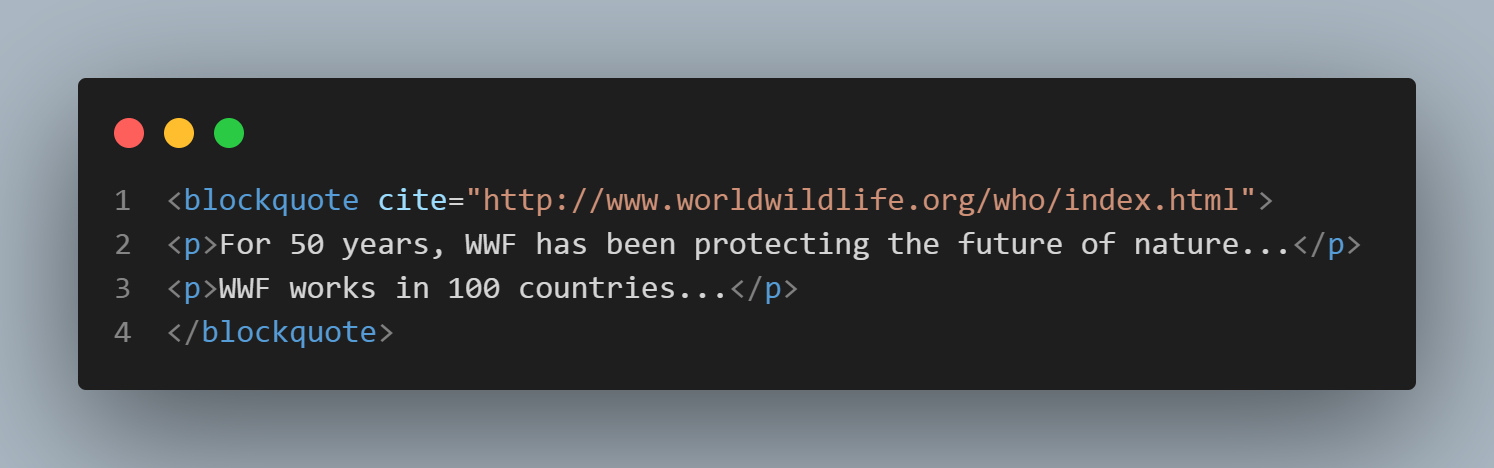 1 <blockquote cite="http://www.worldwildlife.org/who/index.html">
2 <p>For 50 years, WWF has been protecting the future of nature...</p>
3 <p>WWF works in 100 countries...</p>
4 </blockquote>